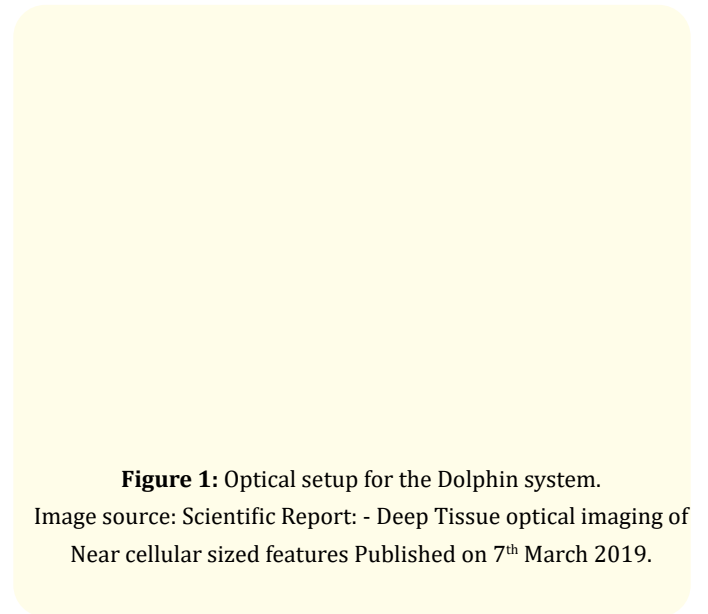 Figure 1: Optical setup for the Dolphin system.
Image source: Scientific Report: - Deep Tissue optical imaging of
Near cellular sized features Published on 7th March 2019.